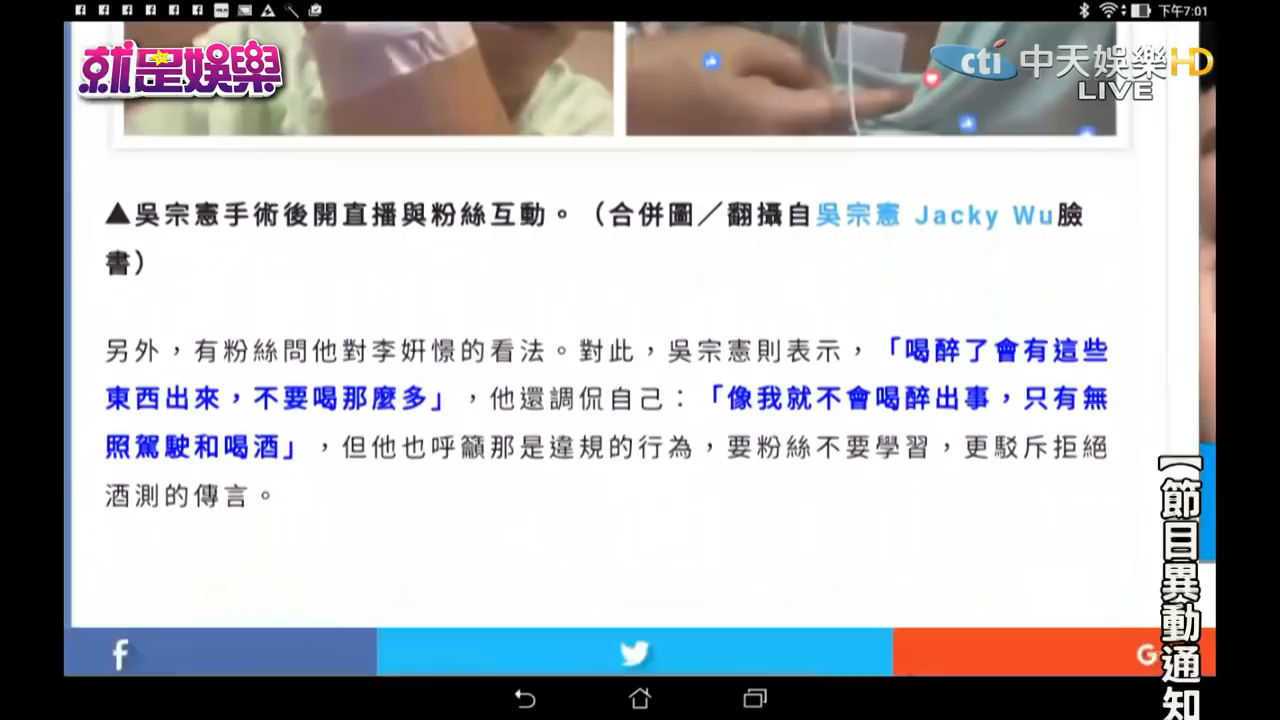 下午7:01
就是娛樂
cti 中天娛樂HD
LIVE
▲吳宗憲手術後開直播與粉絲互動。（合併圖／翻攝自吳宗憲 Jacky Wu臉
書）
另外，有粉絲問他對李妍憬的看法。對此，吳宗憲則表示，「喝醉了會有這些
東西出來，不要喝那麼多」，他還調侃自己：「像我就不會喝醉出事，只有無
照駕駛和喝酒」，但他也呼籲那是違規的行為，要粉絲不要學習，更駁斥拒絕
酒測的傳言。
【節目異動通知
f
G